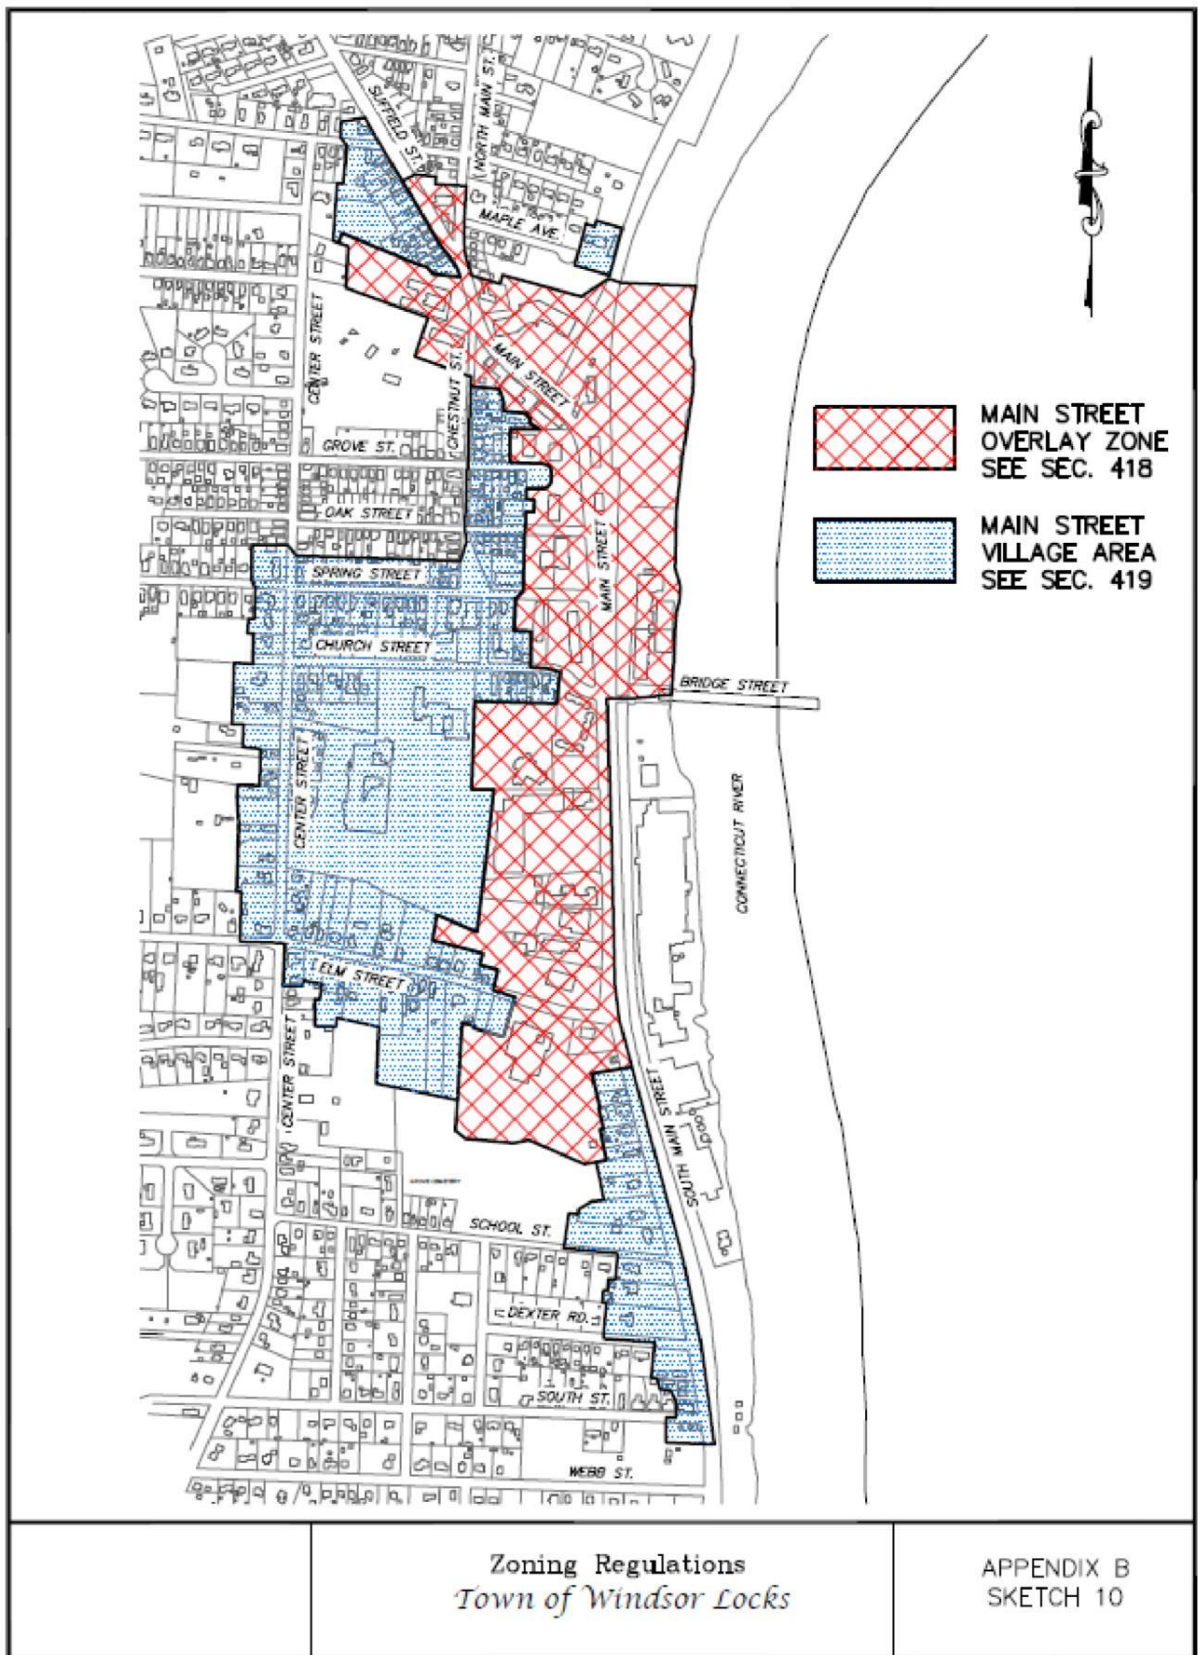 SUFFIELD ST.
NORTH MAIN ST.
MAPLE AVE.
CENTER STREET
MAIN STREET
CHESTNUT ST.
GROVE ST.
OAK STREET
MAIN STREET
SPRING STREET
CHURCH STREET
BRIDGE STREET
CENTER STREET
CONNECTICUT RIVER
ELM STREET
CENTER STREET
SOUTH MAIN STREET
SCHOOL ST.
DEXTER RD.
SOUTH ST.
WEBB ST.
MAIN STREET
OVERLAY ZONE
SEE SEC. 418
MAIN STREET
VILLAGE AREA
SEE SEC. 419
Zoning Regulations
Town of Windsor Locks
APPENDIX B
SKETCH 10